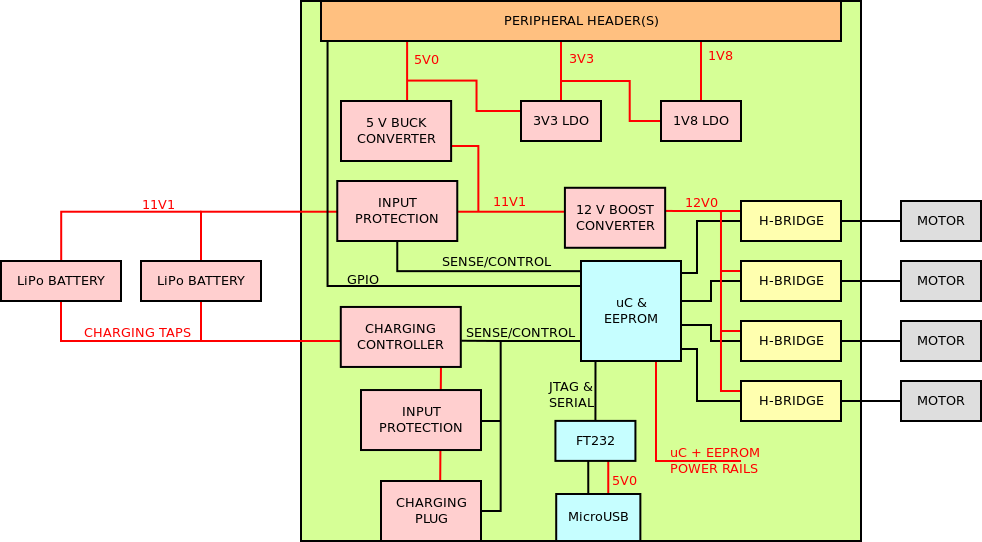 PERIPHERAL HEADER(S)
5V0
3V3
1V8
5 V BUCK
CONVERTER
3V3 LDO
1V8 LDO
11V1
INPUT
PROTECTION
11V1
12 V BOOST
CONVERTER
12V0
H-BRIDGE
MOTOR
LiPo BATTERY
LiPo BATTERY
SENSE/CONTROL
GPIO
uC &
EEPROM
H-BRIDGE
MOTOR
CHARGING TAPS
CHARGING
CONTROLLER
SENSE/CONTROL
H-BRIDGE
MOTOR
INPUT
PROTECTION
JTAG &
SERIAL
H-BRIDGE
MOTOR
FT232
uC + EEPROM
POWER RAILS
5V0
CHARGING
PLUG
MicroUSB